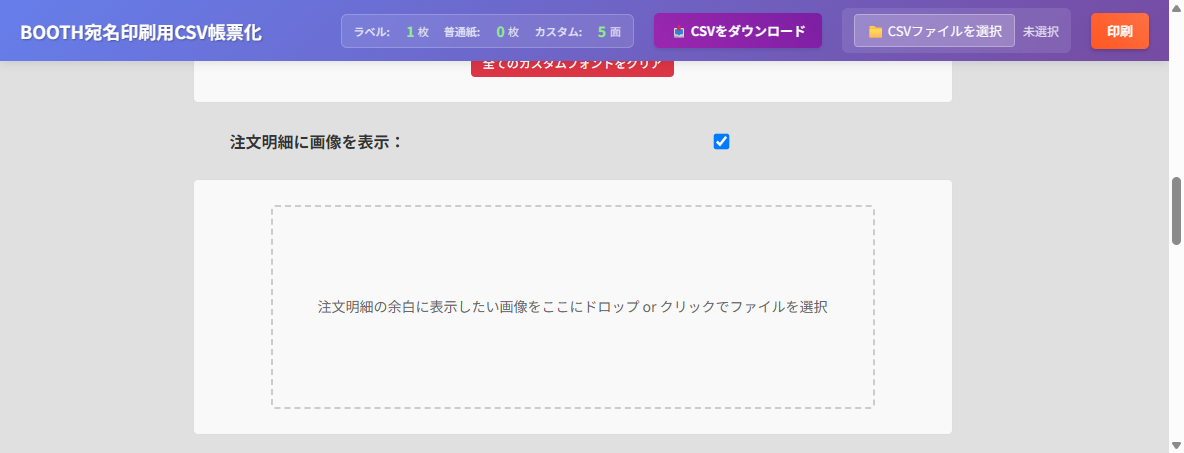 BOOTH宛名印刷用CSV帳票化
ラベル: 1 枚 普通紙: 0 枚 カスタム: 5 面
CSVをダウンロード
CSVファイルを選択 未選択
印刷
全てのカスタムフォントをクリア
注文明細に画像を表示：
注文明細の余白に表示したい画像をここにドロップ or クリックでファイルを選択